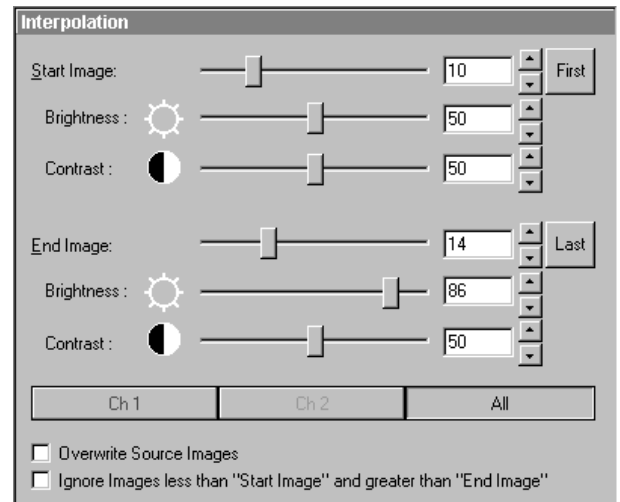 Interpolation
Start Image: 10 First
Brightness : 50
Contrast : 50
End Image: 14 Last
Brightness : 86
Contrast : 50
Ch 1 Ch 2 All
Overwrite Source Images
Ignore Images less than "Start Image" and greater than "End Image"